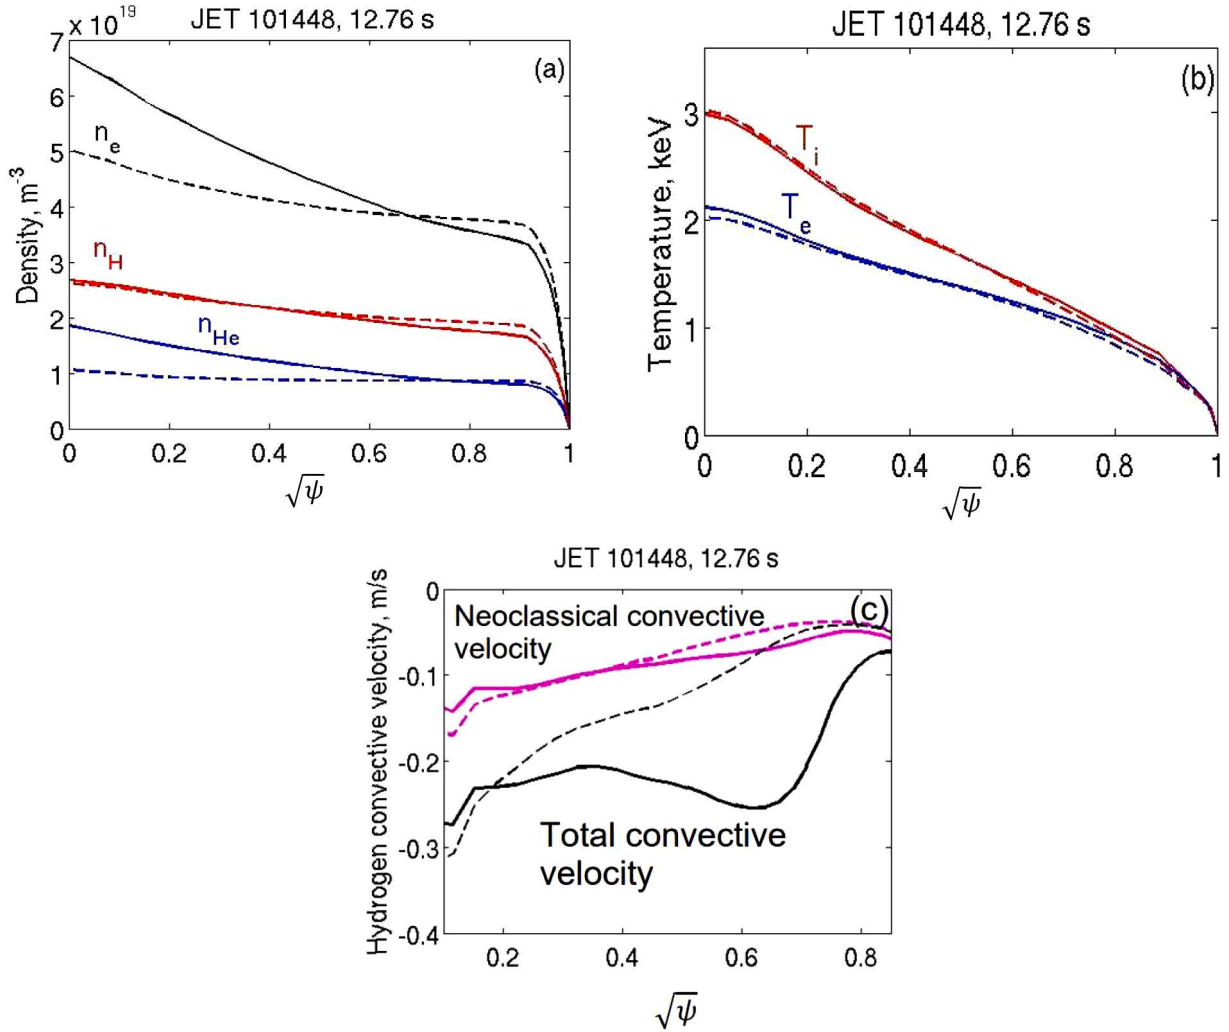 JET 101448, 12.76 s
x 10^19
(a)
7
6
5
4
3
2
1
0
n_e
n_H
n_He
Density, m^-3
0
0.2
0.4
0.6
0.8
1
√ψ
JET 101448, 12.76 s
(b)
3
2
1
0
T_i
T_e
Temperature, keV
0
0.2
0.4
0.6
0.8
1
√ψ
JET 101448, 12.76 s
(c)
0
-0.1
-0.2
-0.3
-0.4
Neoclassical convective
velocity
Total convective
velocity
Hydrogen convective velocity, m/s
0.2
0.4
0.6
0.8
√ψ